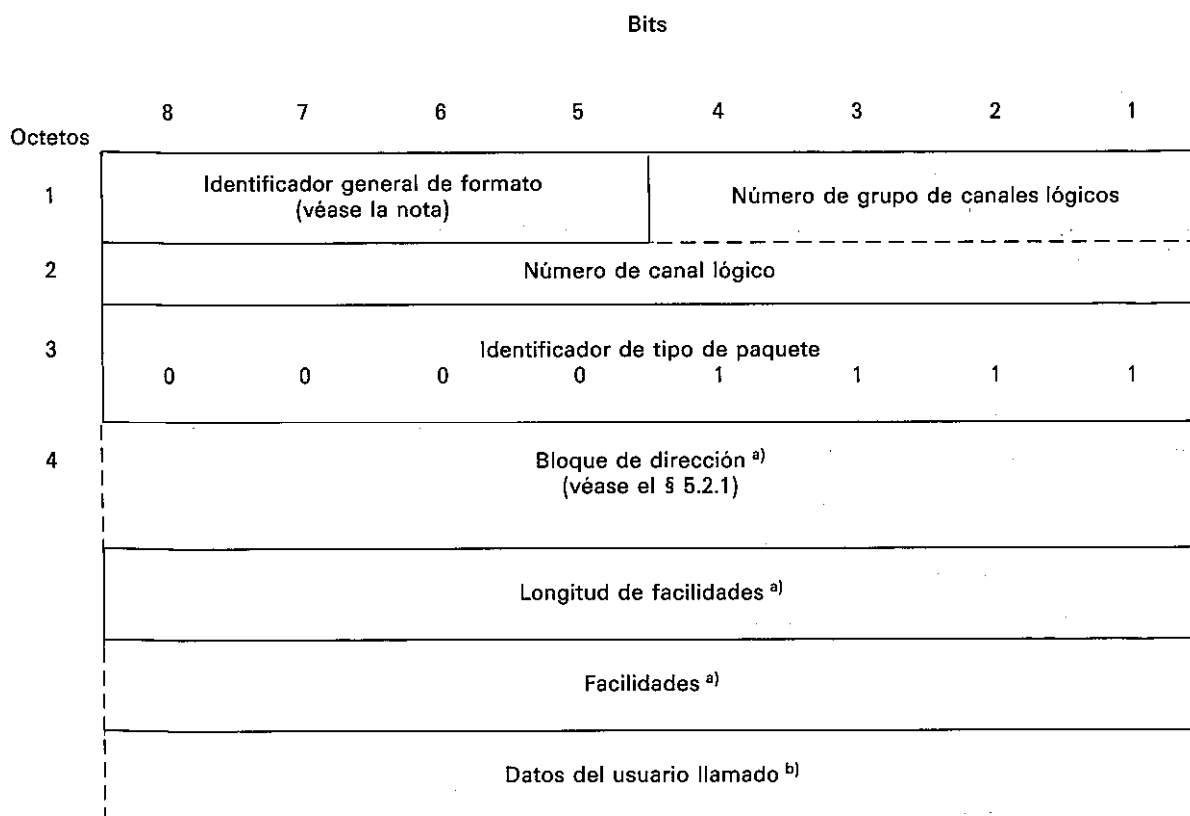 Bits
8 7 6 5 4 3 2 1
Octetos
1 Identificador general de formato Número de grupo de canales lógicos
(véase la nota)
2 Número de canal lógico
3 Identificador de tipo de paquete
0 0 0 0 1 1 1 1
4 Bloque de dirección a)
(véase el § 5.2.1)
Longitud de facilidades a)
Facilidades a)
Datos del usuario llamado b)